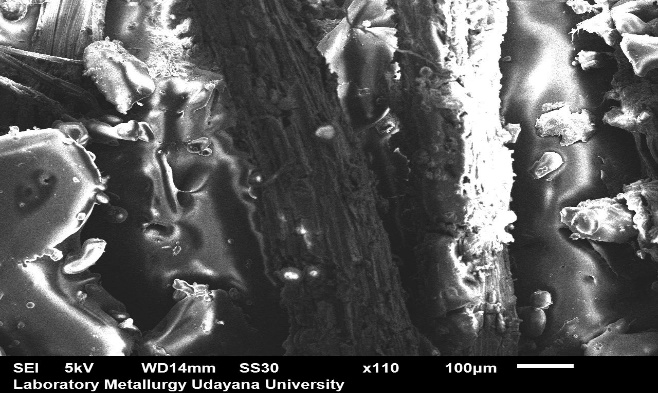 SEI 5kV WD14mm SS30 x110 100µm
Laboratory Metallurgy Udayana University